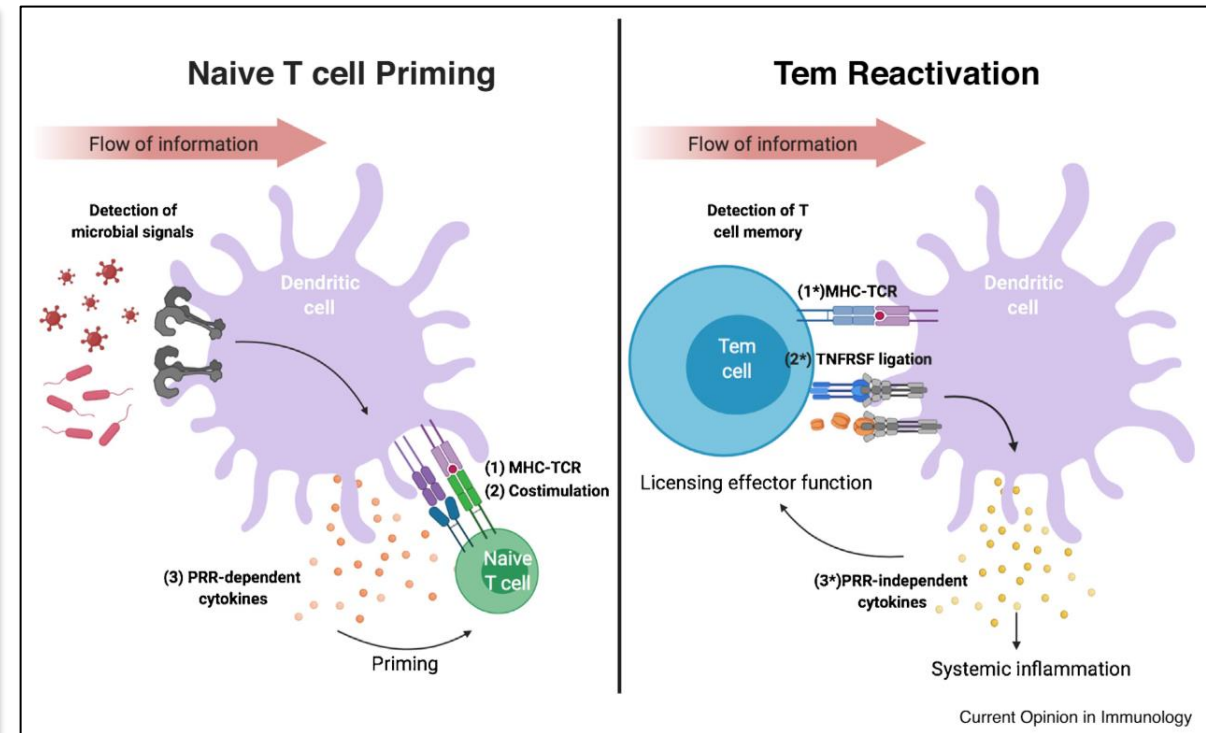 Naive T cell Priming
Flow of information
Detection of
microbial signals
Dendritic
cell
(1) MHC-TCR
(2) Costimulation
Naive
T cell
(3) PRR-dependent
cytokines
Priming
Tem Reactivation
Flow of information
Detection of T
cell memory
Dendritic
cell
(1*)MHC-TCR
Tem
cell
(2*) TNFRSF ligation
Licensing effector function
(3*)PRR-independent
cytokines
Systemic inflammation
Current Opinion in Immunology